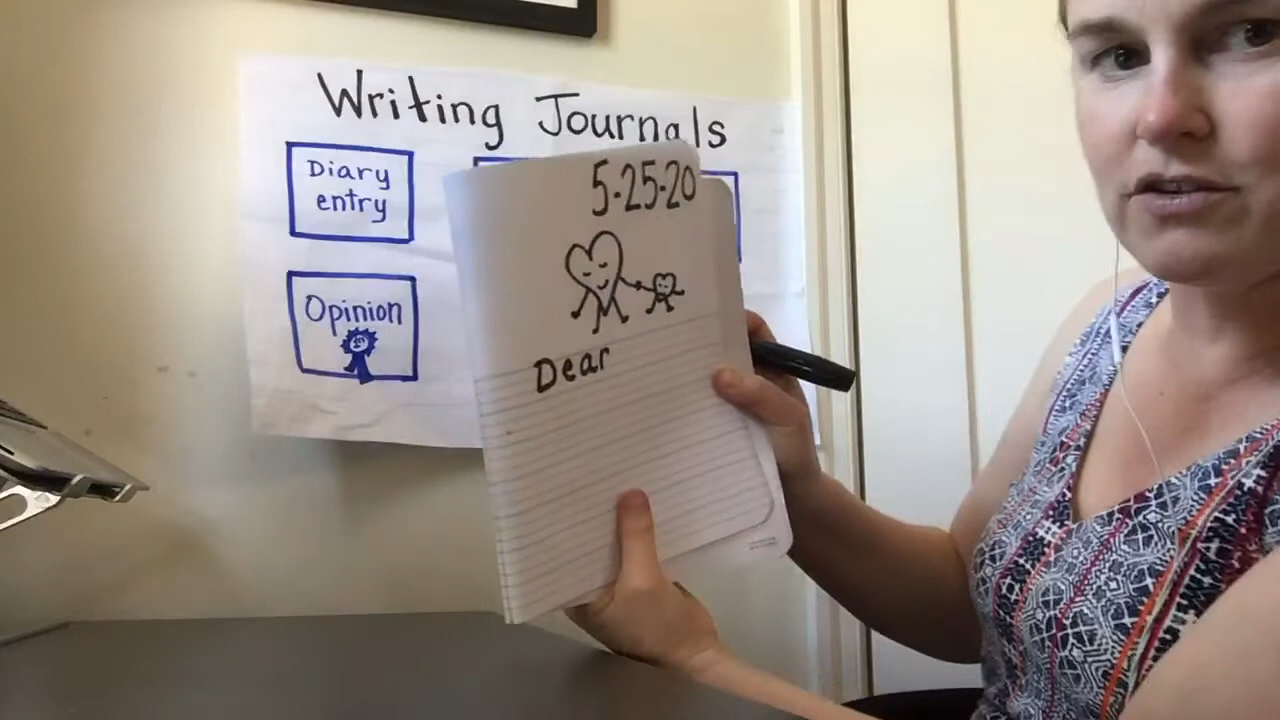 Writing Journals
Diary
entry
Opinion
5-25-20
Dear